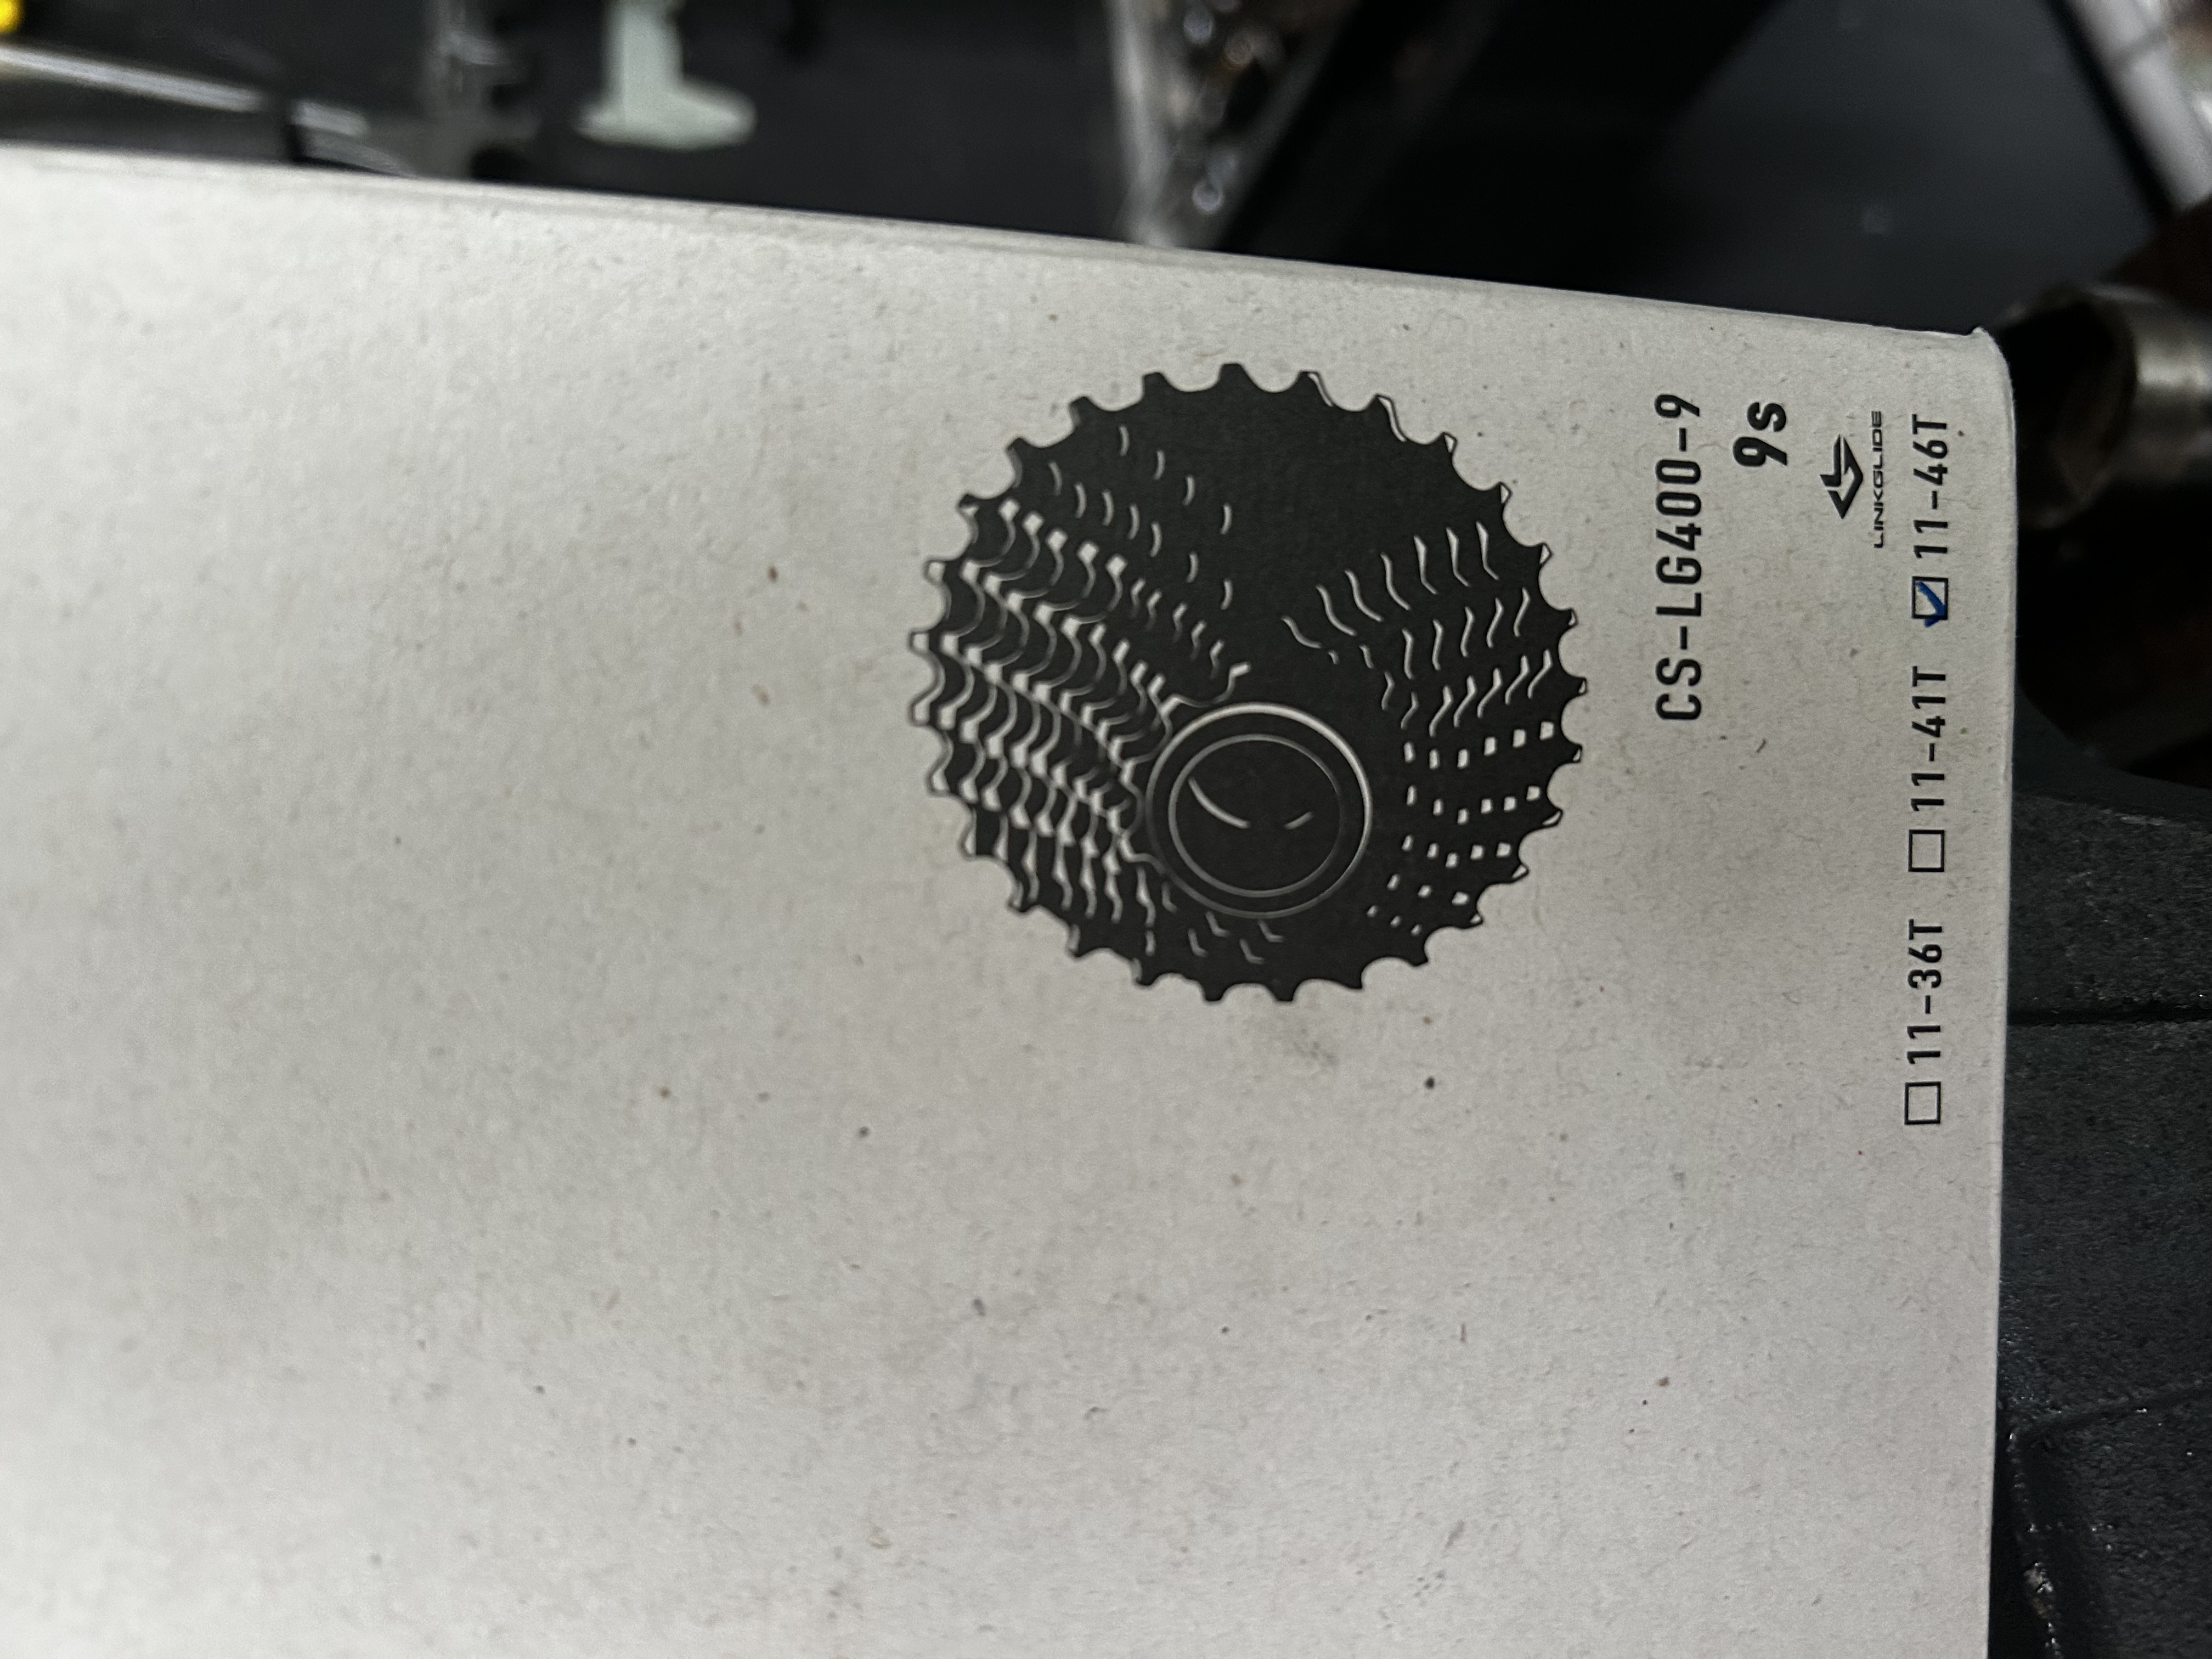 CS-LG400-9
9s
LINKGLIDE
☐ 11-36T ☐ 11-41T ☑ 11-46T